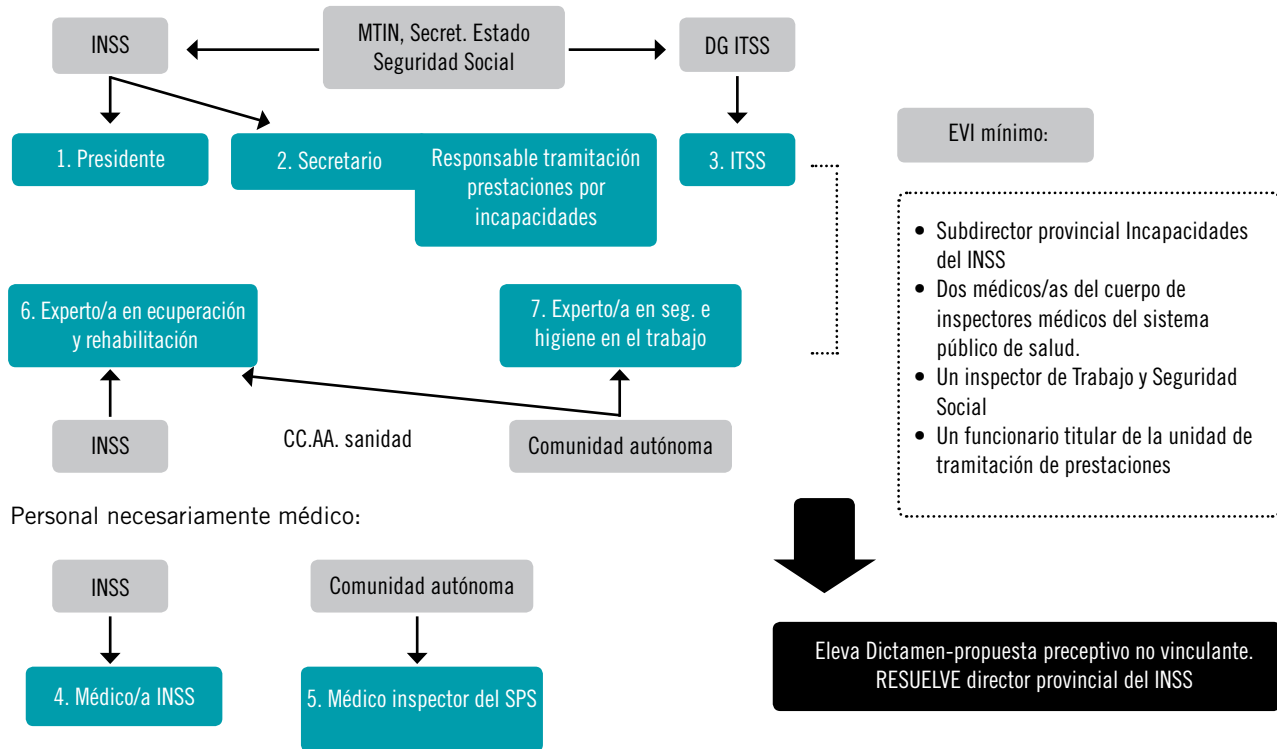 INSS
MTIN, Secret. Estado
Seguridad Social
DG ITSS
1. Presidente
2. Secretario
Responsable tramitación
prestaciones por
incapacidades
3. ITSS
EVI mínimo:
6. Experto/a en ecuperación
y rehabilitación
7. Experto/a en seg. e
higiene en el trabajo
INSS
CC.AA. sanidad
Comunidad autónoma
• Subdirector provincial Incapacidades
del INSS
• Dos médicos/as del cuerpo de
inspectores médicos del sistema
público de salud.
• Un inspector de Trabajo y Seguridad
Social
• Un funcionario titular de la unidad de
tramitación de prestaciones
Personal necesariamente médico:
INSS
Comunidad autónoma
4. Médico/a INSS
5. Médico inspector del SPS
Eleva Dictamen-propuesta preceptivo no vinculante.
RESUELVE director provincial del INSS